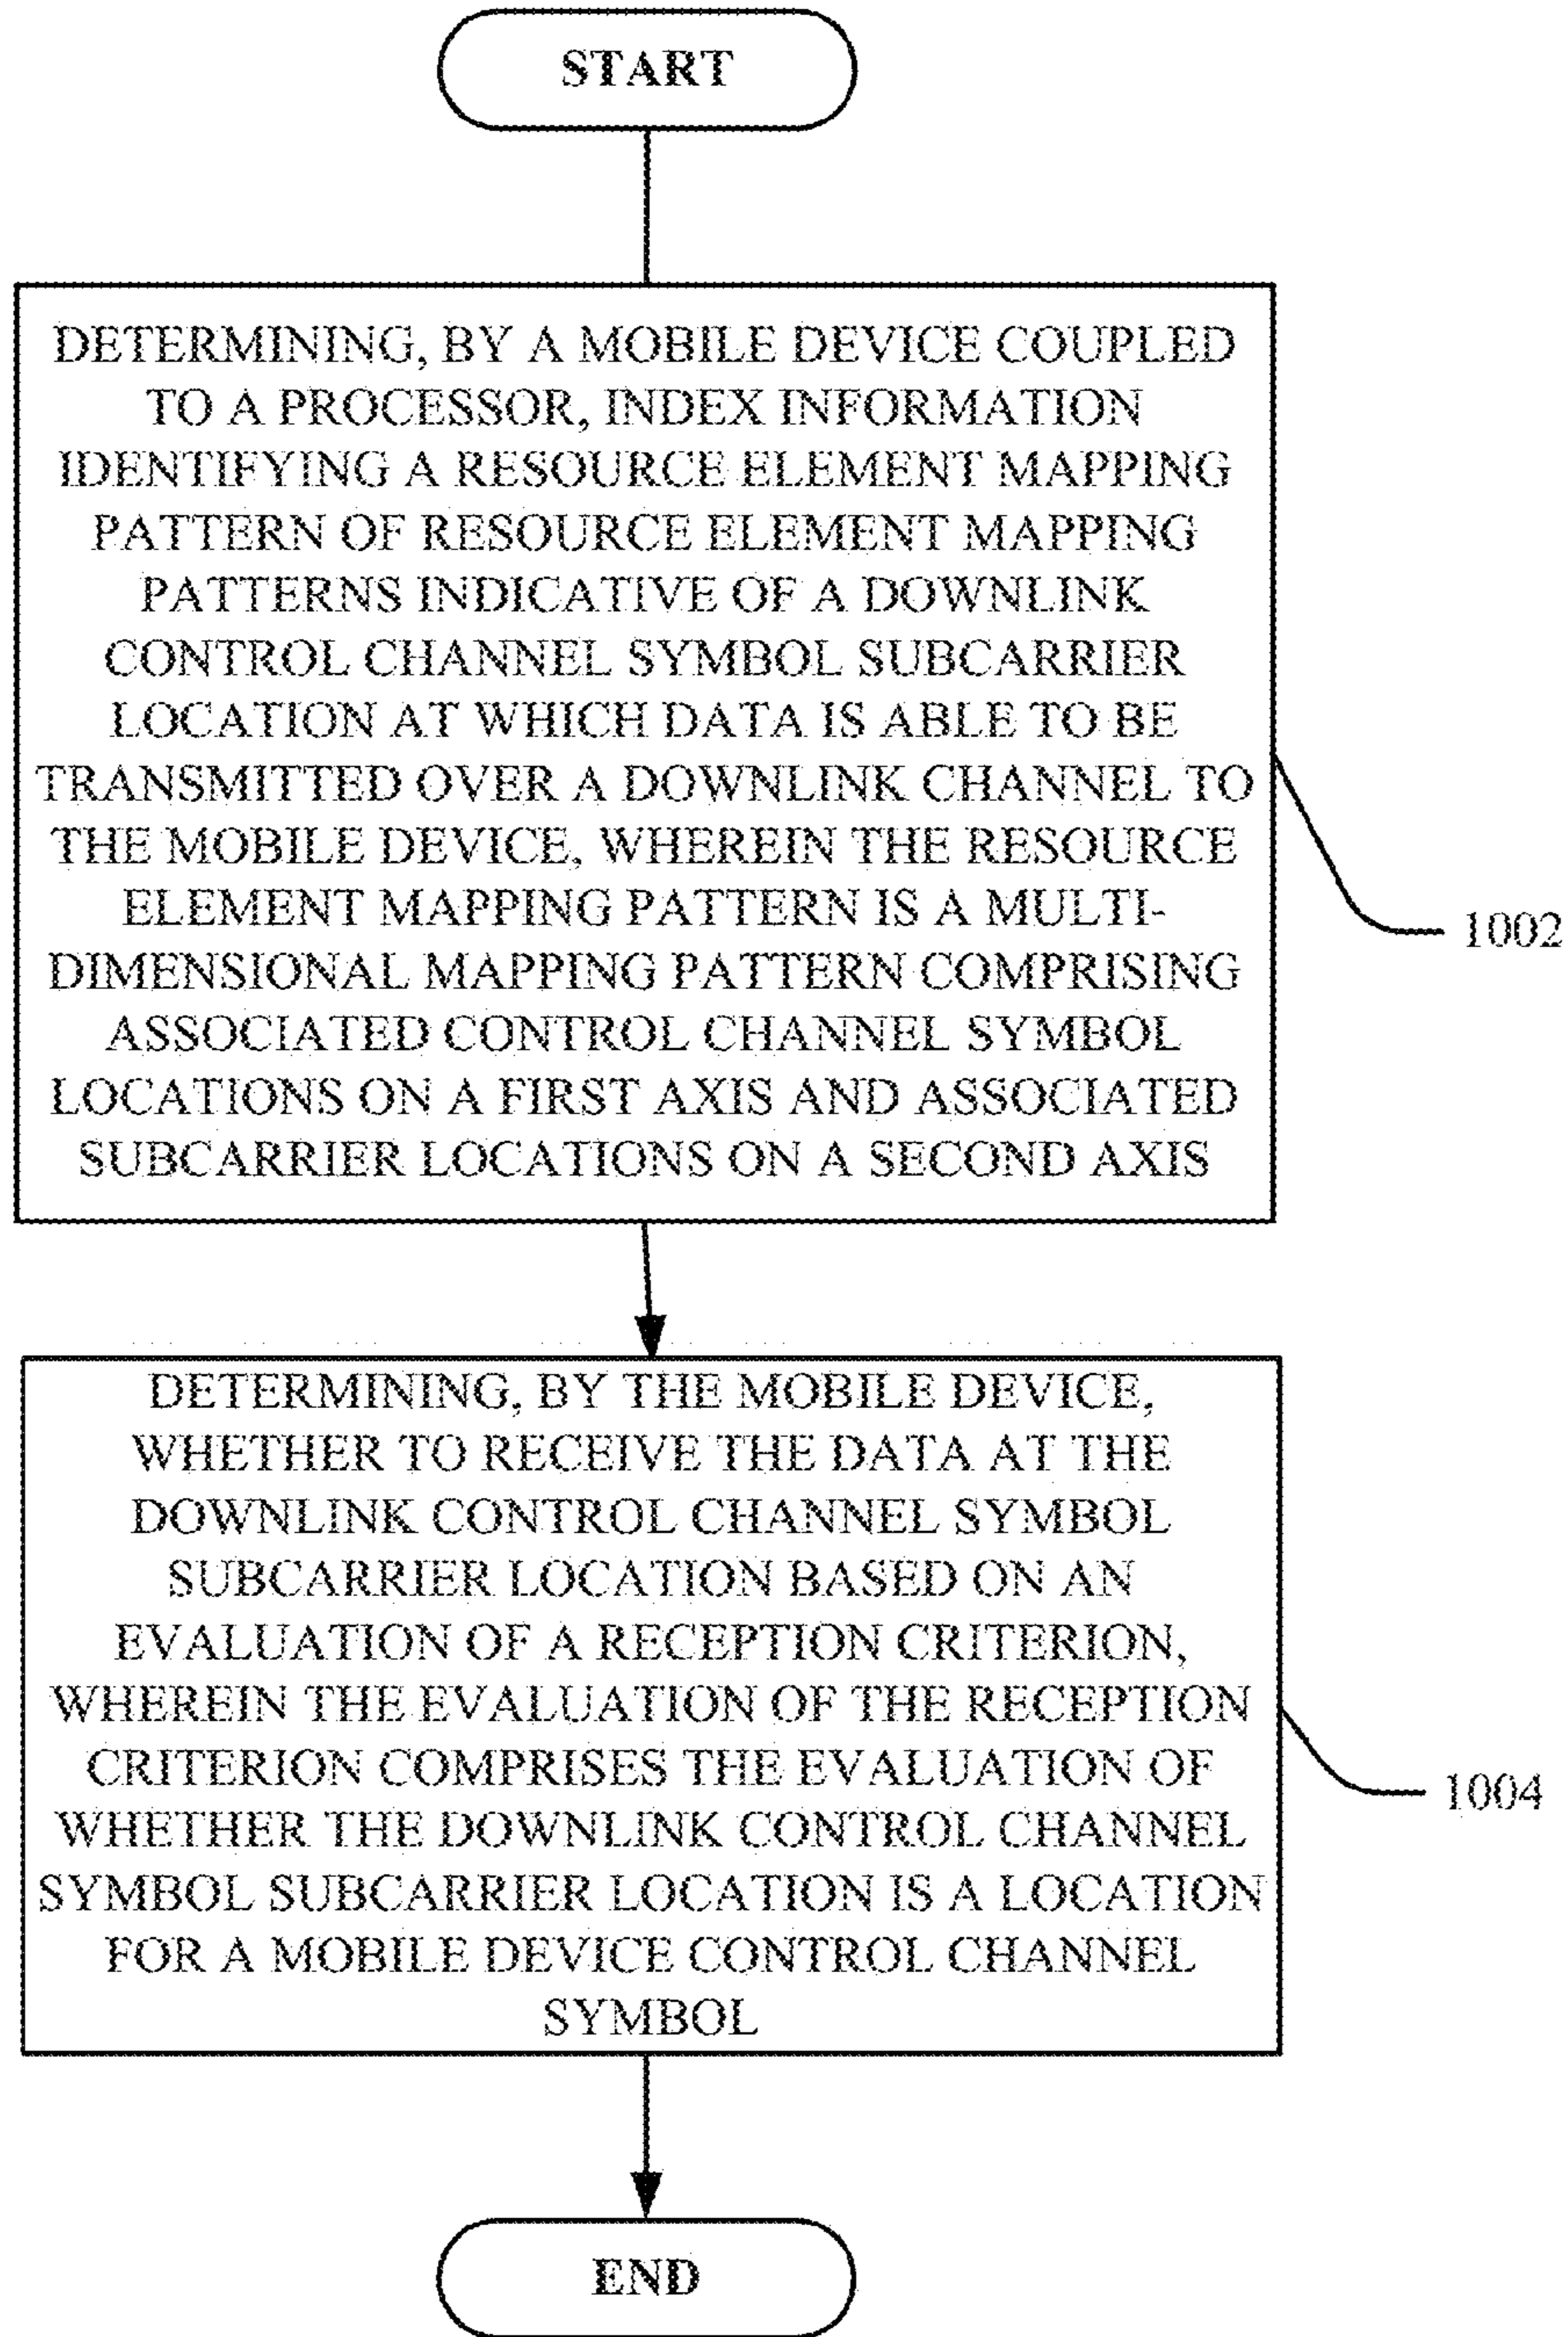 START
DETERMINING, BY A MOBILE DEVICE COUPLED
TO A PROCESSOR, INDEX INFORMATION
IDENTIFYING A RESOURCE ELEMENT MAPPING
PATTERN OF RESOURCE ELEMENT MAPPING
PATTERNS INDICATIVE OF A DOWNLINK
CONTROL CHANNEL SYMBOL SUBCARRIER
LOCATION AT WHICH DATA IS ABLE TO BE
TRANSMITTED OVER A DOWNLINK CHANNEL TO
THE MOBILE DEVICE, WHEREIN THE RESOURCE
ELEMENT MAPPING PATTERN IS A MULTI-
DIMENSIONAL MAPPING PATTERN COMPRISING
ASSOCIATED CONTROL CHANNEL SYMBOL
LOCATIONS ON A FIRST AXIS AND ASSOCIATED
SUBCARRIER LOCATIONS ON A SECOND AXIS
1002
DETERMINING, BY THE MOBILE DEVICE,
WHETHER TO RECEIVE THE DATA AT THE
DOWNLINK CONTROL CHANNEL SYMBOL
SUBCARRIER LOCATION BASED ON AN
EVALUATION OF A RECEPTION CRITERION,
WHEREIN THE EVALUATION OF THE RECEPTION
CRITERION COMPRISES THE EVALUATION OF
WHETHER THE DOWNLINK CONTROL CHANNEL
SYMBOL SUBCARRIER LOCATION IS A LOCATION
FOR A MOBILE DEVICE CONTROL CHANNEL
SYMBOL
1004
END